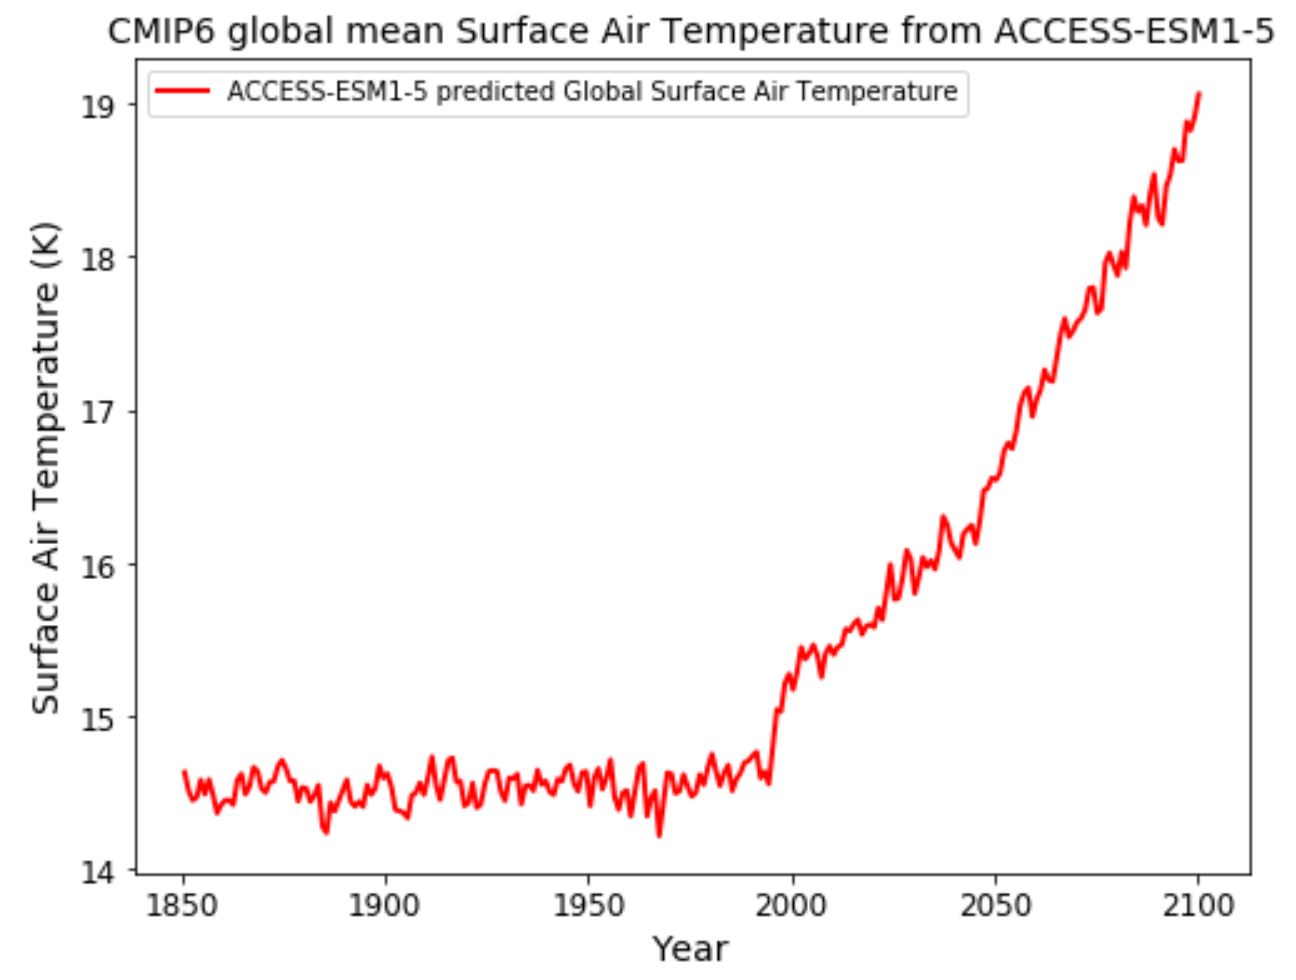 CMIP6 global mean Surface Air Temperature from ACCESS-ESM1-5
ACCESS-ESM1-5 predicted Global Surface Air Temperature
Surface Air Temperature (K)
19
18
17
16
15
14
1850 1900 1950 2000 2050 2100
Year